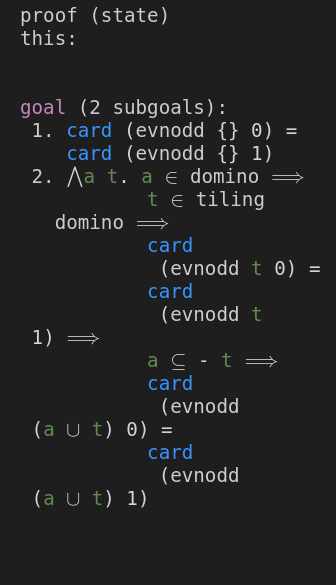 proof (state)
this:
goal (2 subgoals):
1. card (evnodd {} 0) =
card (evnodd {} 1)
2. ⋀a t. a ∈ domino ⟹
t ∈ tiling
domino ⟹
card
(evnodd t 0) =
card
(evnodd t
1) ⟹
a ⊆ - t ⟹
card
(evnodd
(a ∪ t) 0) =
card
(evnodd
(a ∪ t) 1)